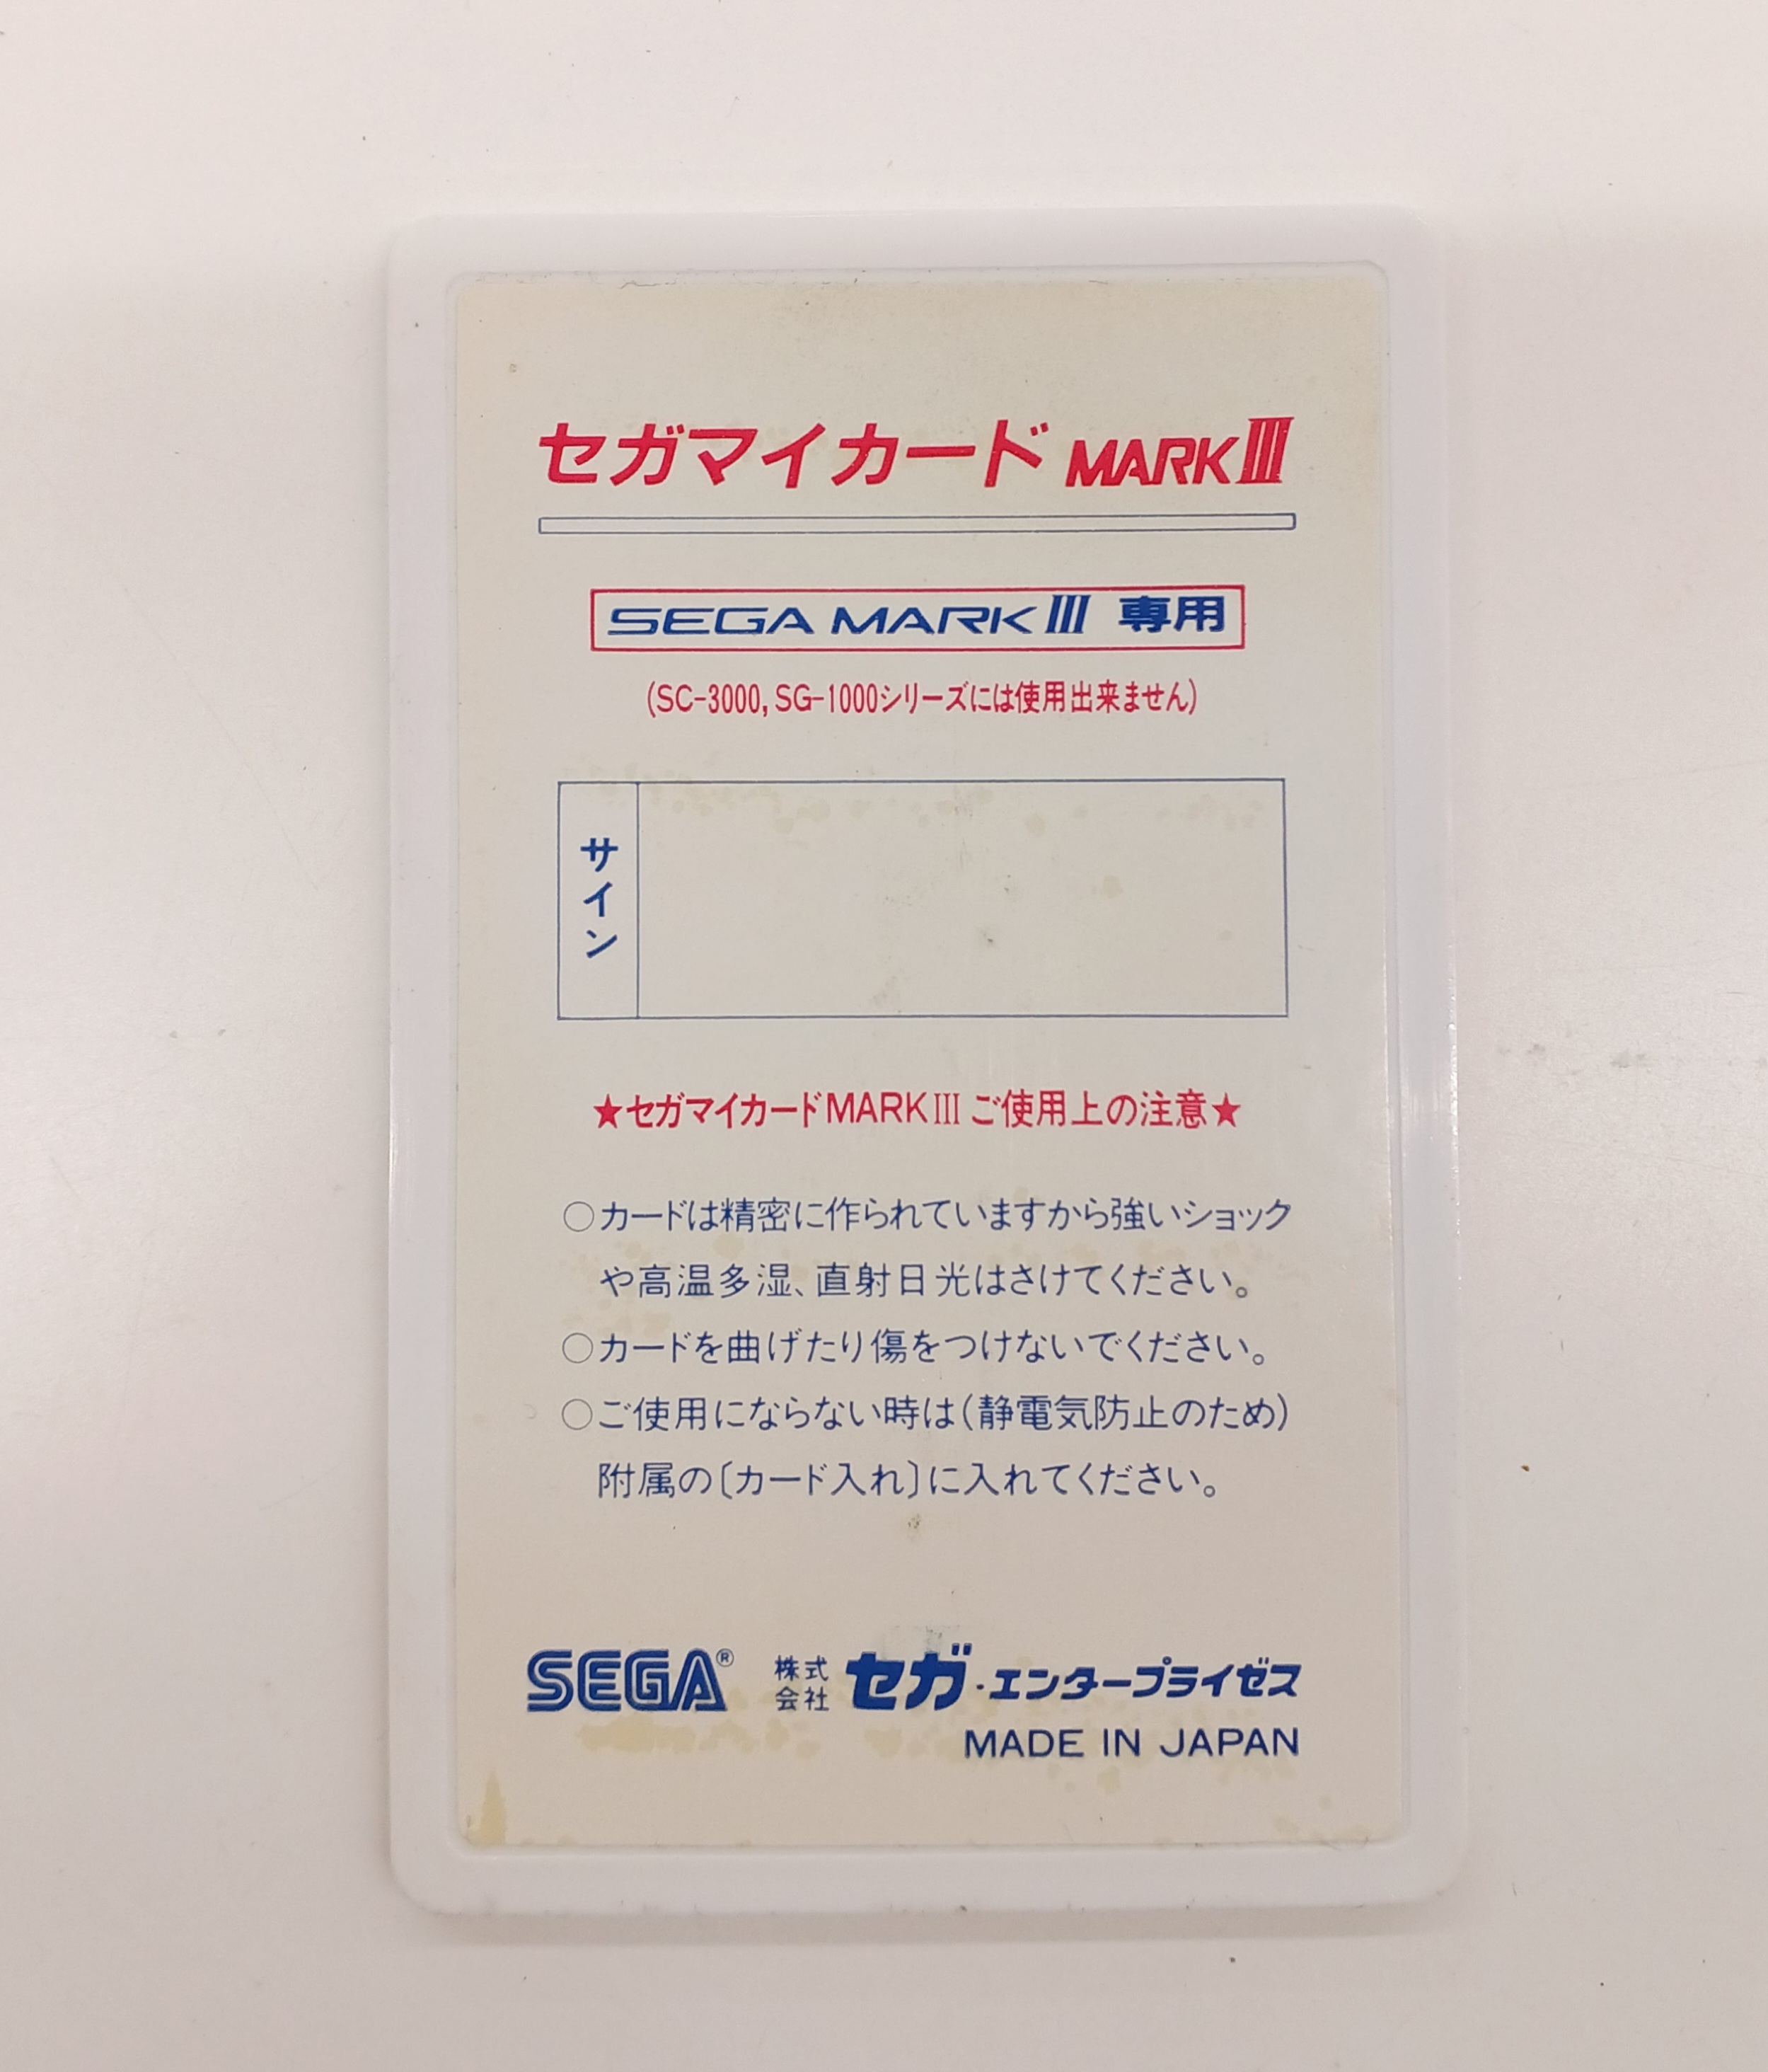 セガマイカード MARKⅢ
SEGA MARKⅢ 専用
(SC-3000, SG-1000シリーズには使用出来ません)
サイン
★セガマイカードMARKⅢご使用上の注意★
○カードは精密に作られていますから強いショック
や高温多湿、直射日光はさけてください。
○カードを曲げたり傷をつけないでください。
○ご使用にならない時は(静電気防止のため)
附属の〔カード入れ〕に入れてください。
SEGA® 株式会社 セガ・エンタープライゼス
MADE IN JAPAN